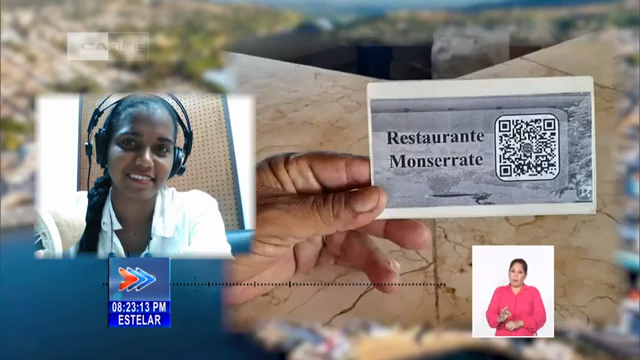 CARIBE
Restaurante
Monserrate
08:23:13 PM
ESTELAR